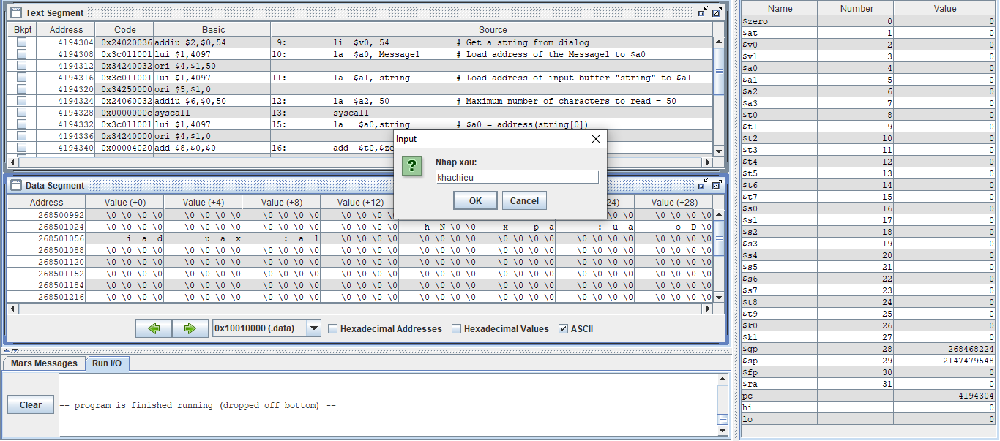 Text Segment
Bkpt Address Code Basic Source
4194304 0x24020036 addiu $2,$0,54 9: li $v0, 54 # Get a string from dialog
4194308 0x3c011001 lui $1,4097 10: la $a0, Message1 # Load address of the Message1 to $a0
4194312 0x34240032 ori $4,$1,50
4194316 0x3c011001 lui $1,4097 11: la $a1, string # Load address of input buffer "string" to $a1
4194320 0x34250000 ori $5,$1,0
4194324 0x24060032 addiu $6,$0,50 12: la $a2, 50 # Maximum number of characters to read = 50
4194328 0x0000000c syscall 13: syscall
4194332 0x3c011001 lui $1,4097 15: la $a0,string # $a0 = address(string[0])
4194336 0x34240000 ori $4,$1,0
4194340 0x00004020 add $8,$0,$0 16: add $t0,$ze
Input
Nhap xau:
khachieu
OK Cancel
Data Segment
Address Value (+0) Value (+4) Value (+8) Value (+12) 24) Value (+28)
268500992 \0 \0 \0 \0 \0 \0 \0 \0 \0 \0 \0 \0 \0 \0 \0 \0 \0 \0 \0 \0 \0 \0 \0
268501024 \0 \0 \0 \0 \0 \0 \0 \0 \0 \0 \0 \0 \0 \0 \0 \0 h N \0 \0 x p a : u a o D \0
268501056 i a d u a x : a l \0 \0 \0 \0 \0 \0 \0 \0 \0 \0 \0 \0 \0 \0 \0 \0 \0 \0 \0 \0
268501088 \0 \0 \0 \0 \0 \0 \0 \0 \0 \0 \0 \0 \0 \0 \0 \0 \0 \0 \0 \0 \0 \0 \0 \0 \0 \0 \0 \0 \0 \0 \0 \0
268501120 \0 \0 \0 \0 \0 \0 \0 \0 \0 \0 \0 \0 \0 \0 \0 \0 \0 \0 \0 \0 \0 \0 \0 \0 \0 \0 \0 \0 \0 \0 \0 \0
268501152 \0 \0 \0 \0 \0 \0 \0 \0 \0 \0 \0 \0 \0 \0 \0 \0 \0 \0 \0 \0 \0 \0 \0 \0 \0 \0 \0 \0 \0 \0 \0 \0
268501184 \0 \0 \0 \0 \0 \0 \0 \0 \0 \0 \0 \0 \0 \0 \0 \0 \0 \0 \0 \0 \0 \0 \0 \0 \0 \0 \0 \0 \0 \0 \0 \0
268501216 \0 \0 \0 \0 \0 \0 \0 \0 \0 \0 \0 \0 \0 \0 \0 \0 \0 \0 \0 \0 \0 \0 \0 \0 \0 \0 \0 \0 \0 \0 \0 \0
0x10010000 (.data) Hexadecimal Addresses Hexadecimal Values ASCII
Mars Messages Run I/O
Clear
-- program is finished running (dropped off bottom) --
Name Number Value
$zero 0 0
$at 1 0
$v0 2 0
$v1 3 0
$a0 4 0
$a1 5 0
$a2 6 0
$a3 7 0
$t0 8 0
$t1 9 0
$t2 10 0
$t3 11 0
$t4 12 0
$t5 13 0
$t6 14 0
$t7 15 0
$s0 16 0
$s1 17 0
$s2 18 0
$s3 19 0
$s4 20 0
$s5 21 0
$s6 22 0
$s7 23 0
$t8 24 0
$t9 25 0
$k0 26 0
$k1 27 0
$gp 28 268468224
$sp 29 2147479548
$fp 30 0
$ra 31 0
pc 4194304
hi 0
lo 0